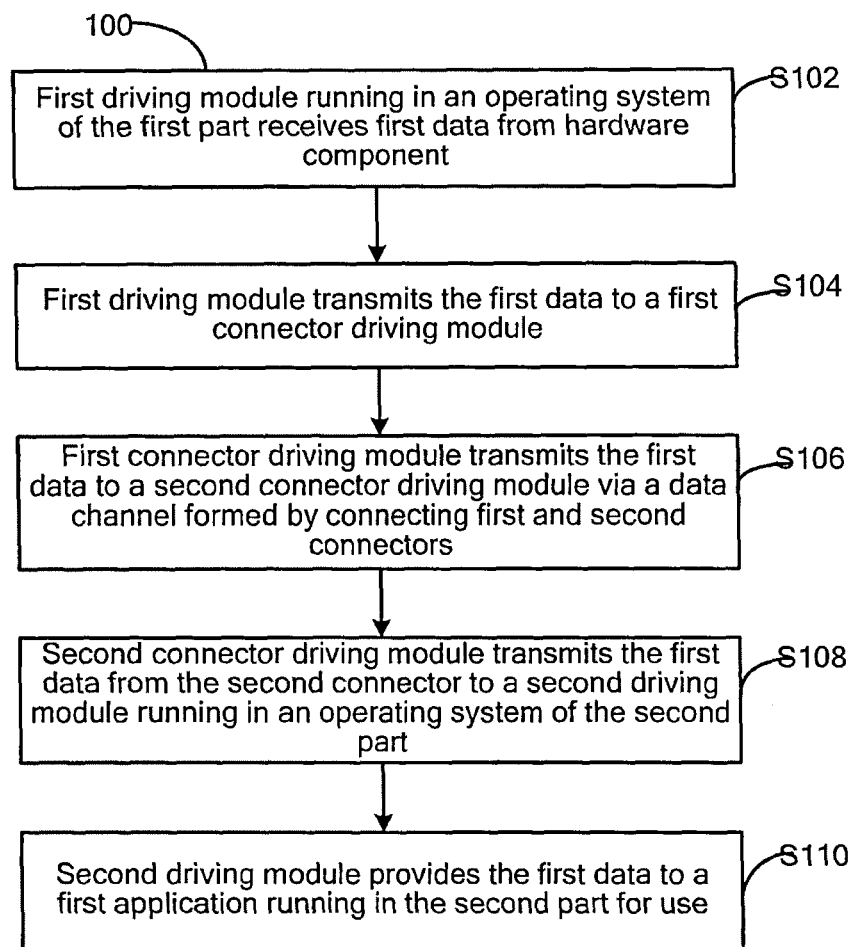 100
S102
First driving module running in an operating system
of the first part receives first data from hardware
component
S104
First driving module transmits the first data to a first
connector driving module
S106
First connector driving module transmits the first
data to a second connector driving module via a data
channel formed by connecting first and second
connectors
S108
Second connector driving module transmits the first
data from the second connector to a second driving
module running in an operating system of the second
part
S110
Second driving module provides the first data to a
first application running in the second part for use